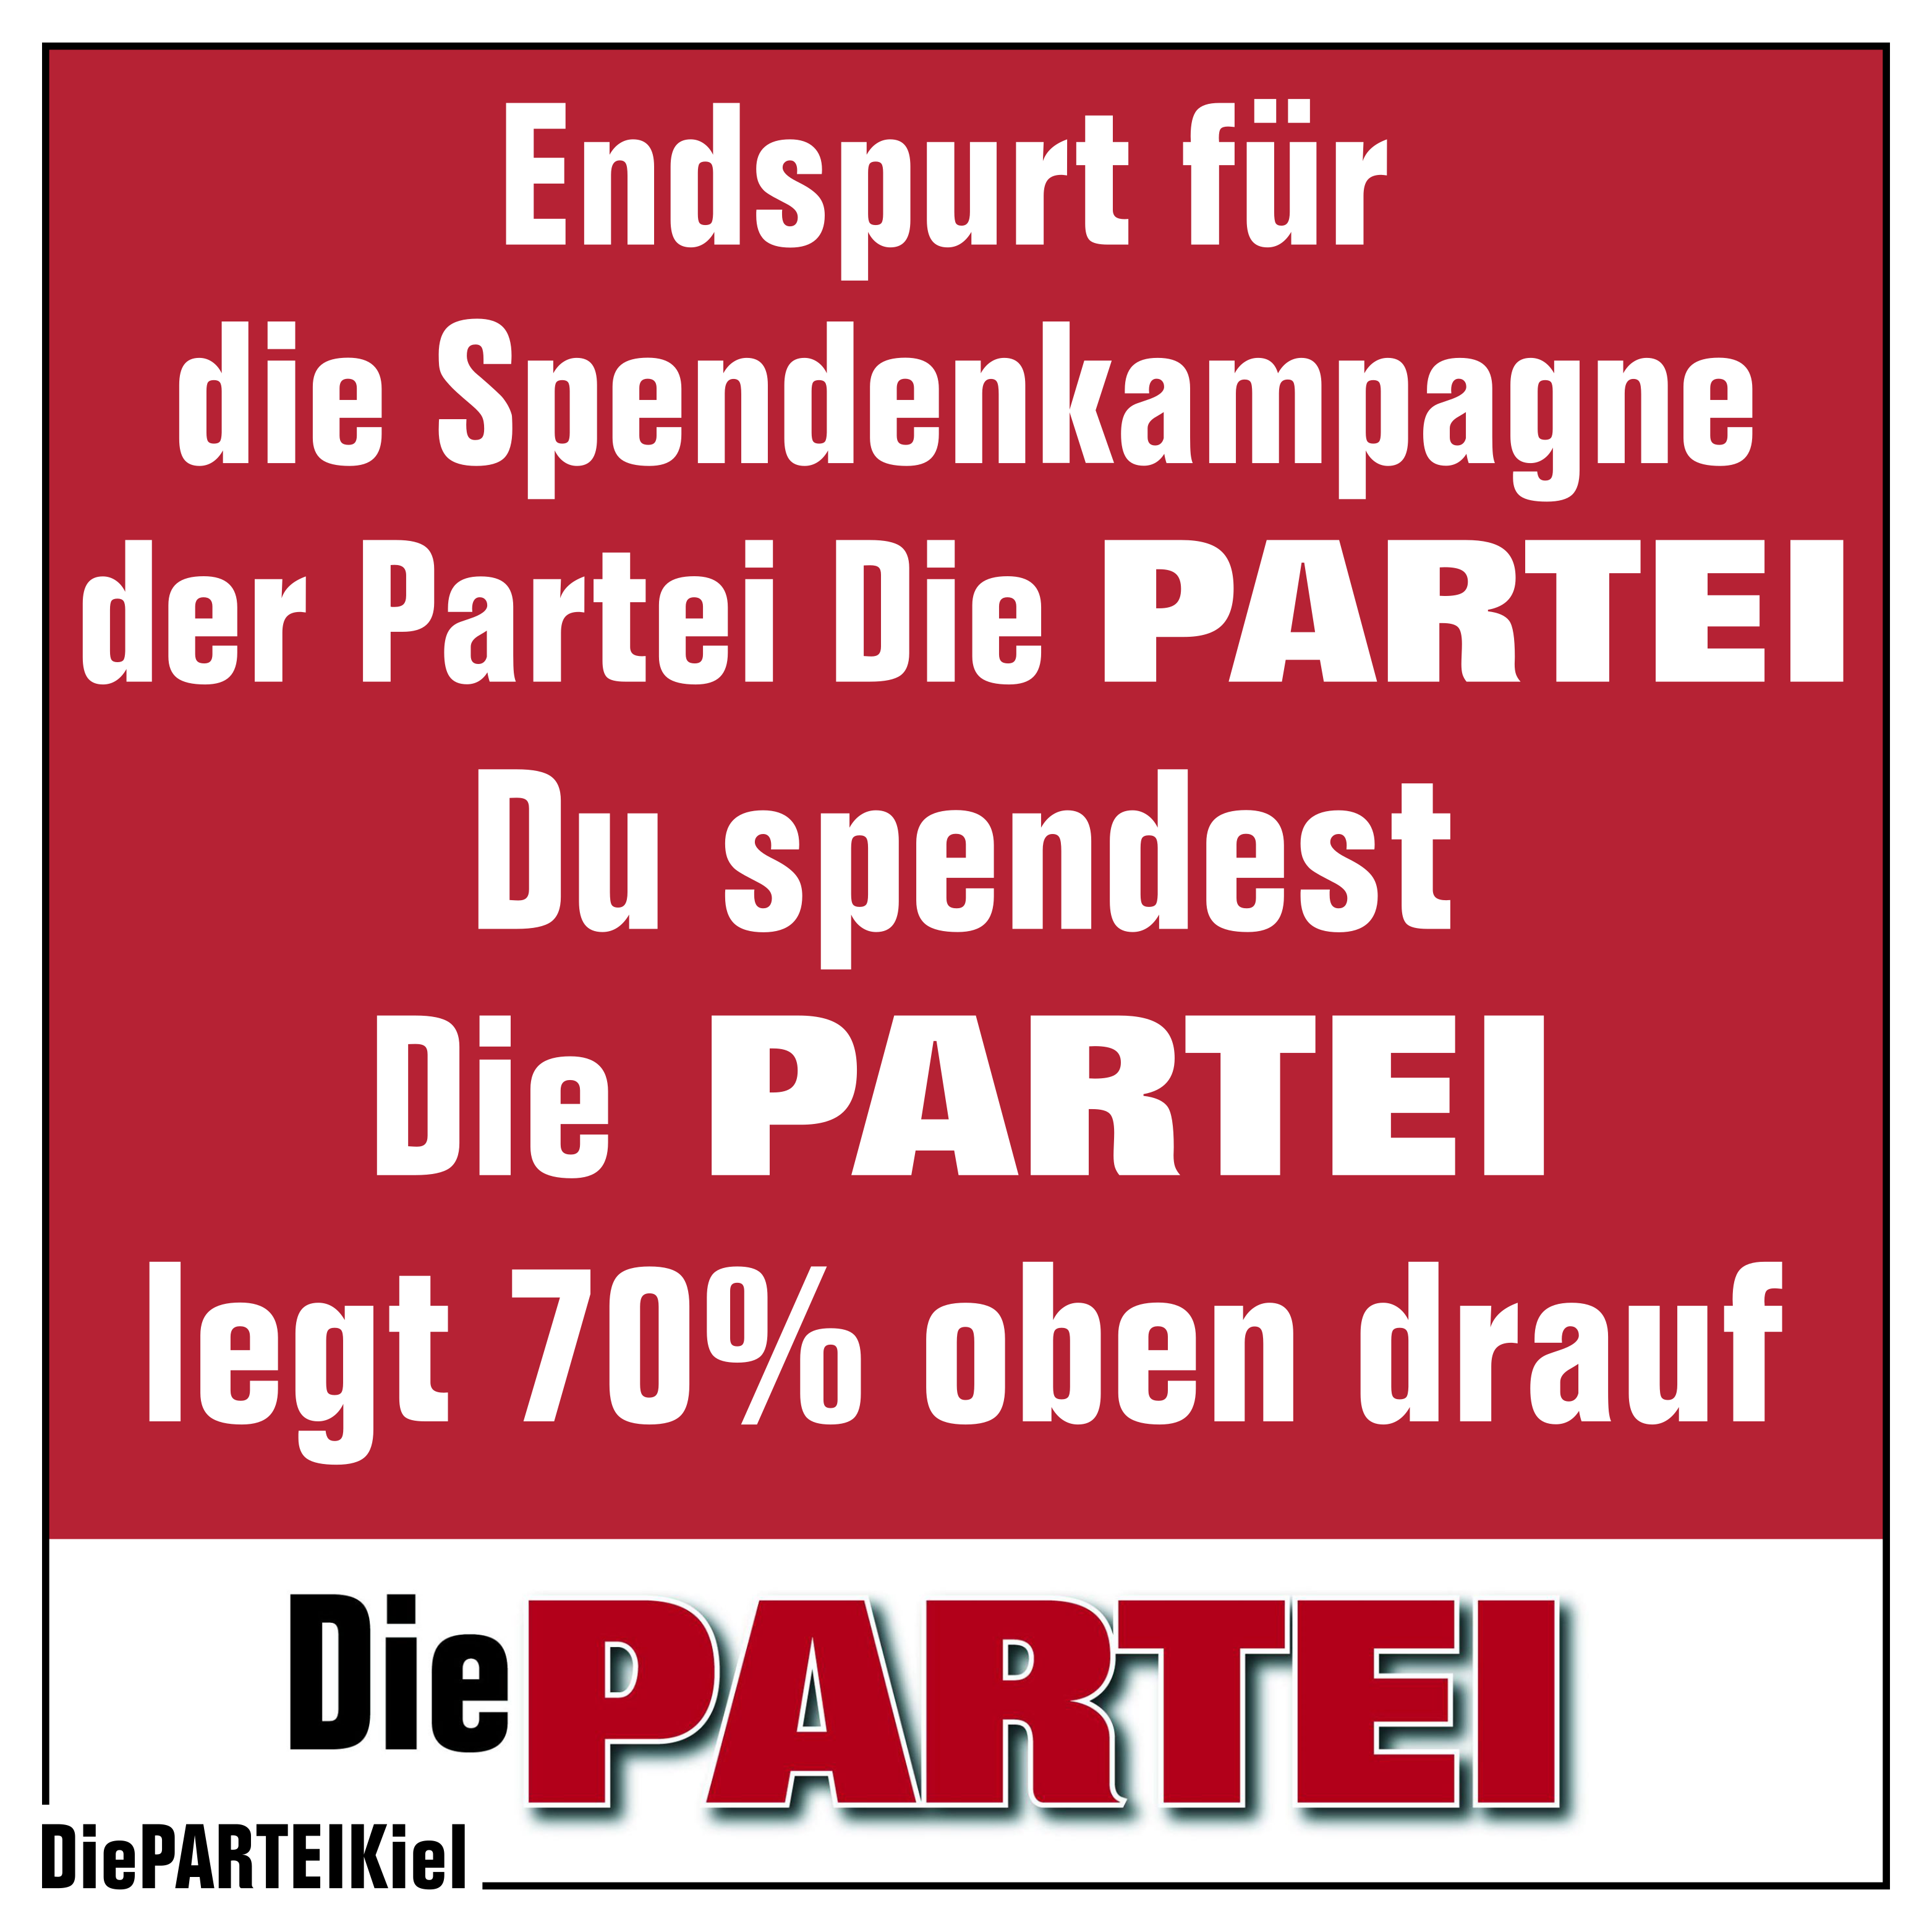 Endspurt für
die Spendenkampagne
der Partei Die PARTEI
Du spendest
Die PARTEI
legt 70% oben drauf
Die PARTEI
DiePARTEIKiel